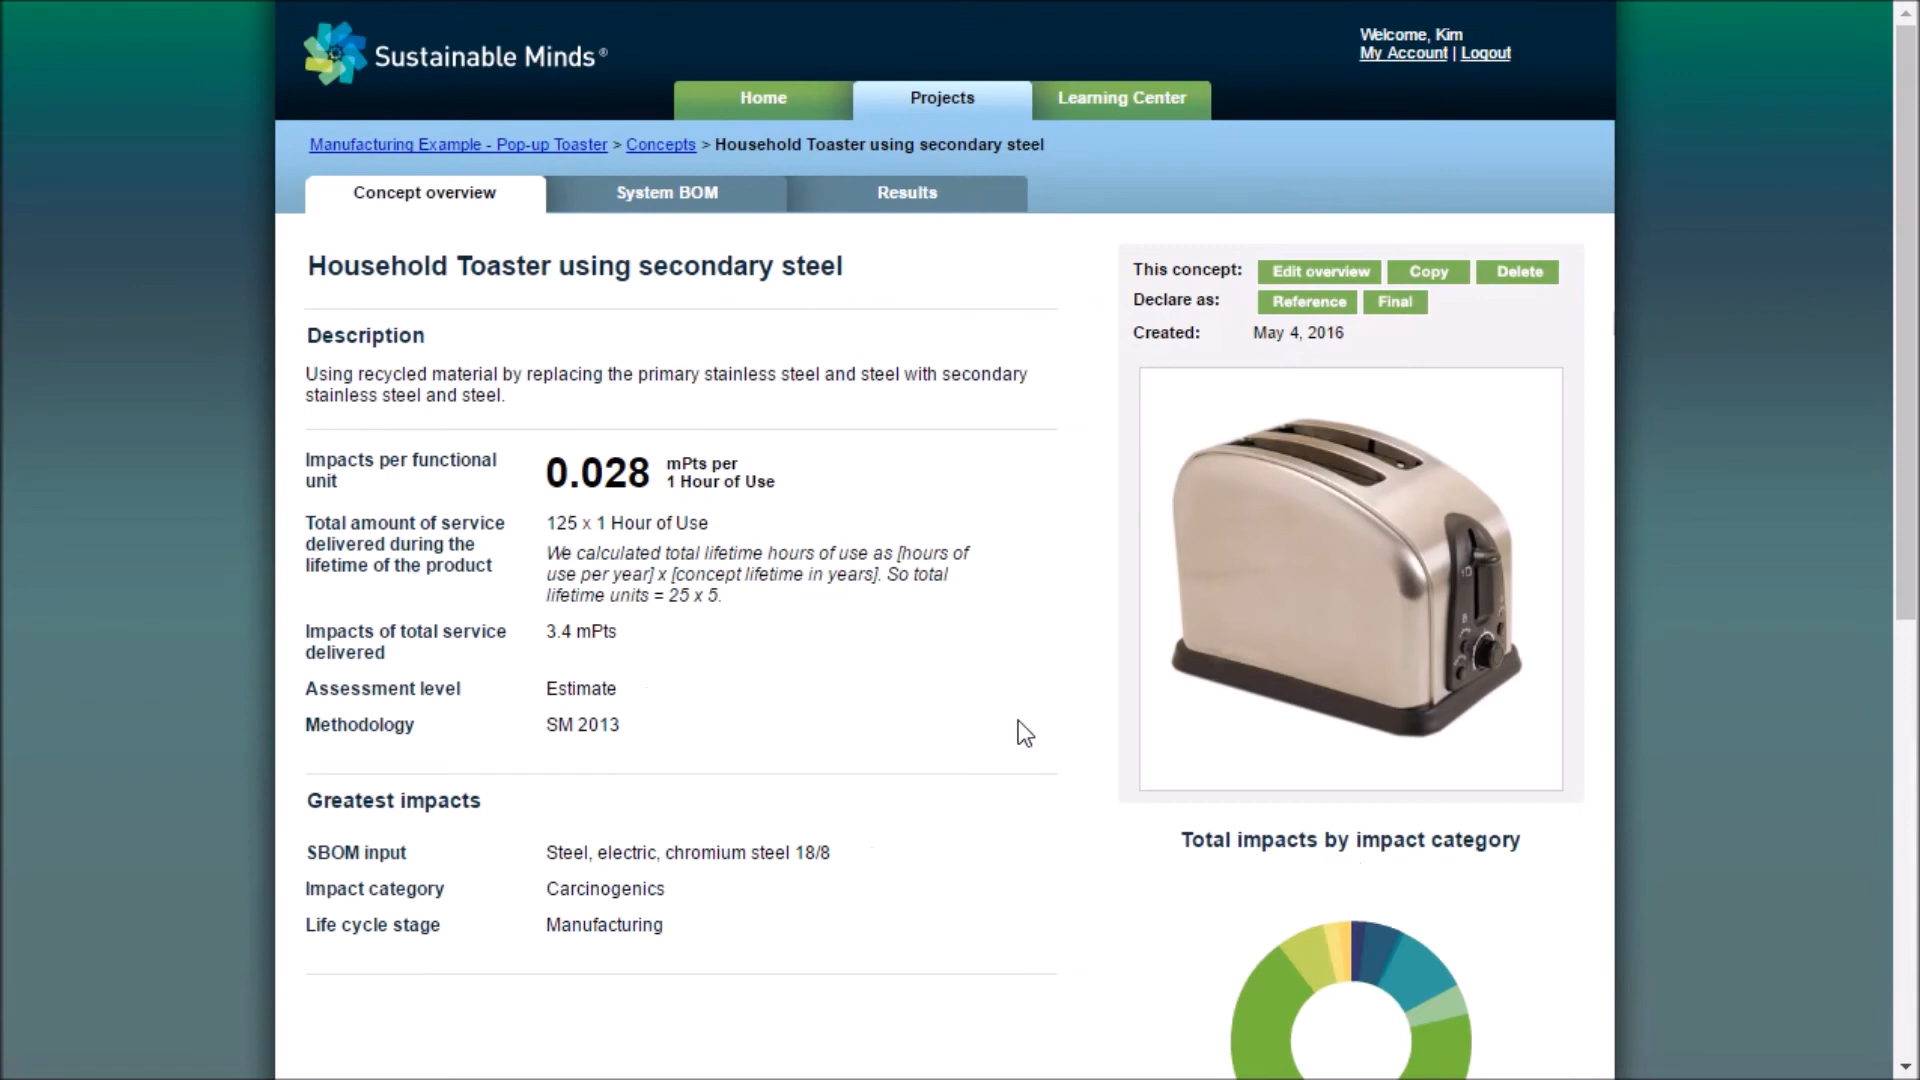 Sustainable Minds®
Welcome, Kim
My Account | Logout
Home
Projects
Learning Center
Manufacturing Example - Pop-up Toaster > Concepts > Household Toaster using secondary steel
Concept overview
System BOM
Results
Household Toaster using secondary steel
Description
Using recycled material by replacing the primary stainless steel and steel with secondary
stainless steel and steel.
Impacts per functional
unit
0.028
mPts per
1 Hour of Use
Total amount of service
delivered during the
lifetime of the product
125 x 1 Hour of Use
We calculated total lifetime hours of use as [hours of
use per year] x [concept lifetime in years]. So total
lifetime units = 25 x 5.
Impacts of total service
delivered
3.4 mPts
Assessment level
Estimate
Methodology
SM 2013
Greatest impacts
SBOM input
Steel, electric, chromium steel 18/8
Impact category
Carcinogenics
Life cycle stage
Manufacturing
This concept:
Edit overview
Copy
Delete
Declare as:
Reference
Final
Created:
May 4, 2016
Total impacts by impact category